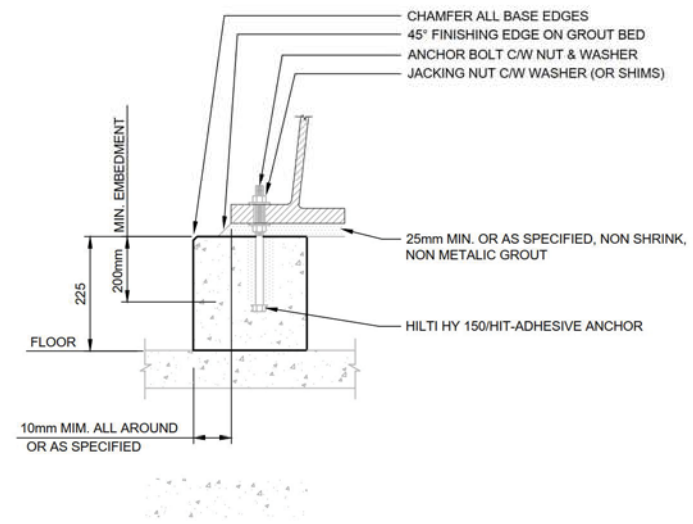 CHAMFER ALL BASE EDGES
45° FINISHING EDGE ON GROUT BED
ANCHOR BOLT C/W NUT & WASHER
JACKING NUT C/W WASHER (OR SHIMS)
MIN. EMBEDMENT
200mm
225
25mm MIN. OR AS SPECIFIED, NON SHRINK,
NON METALIC GROUT
HILTI HY 150/HIT-ADHESIVE ANCHOR
FLOOR
10mm MIM. ALL AROUND
OR AS SPECIFIED